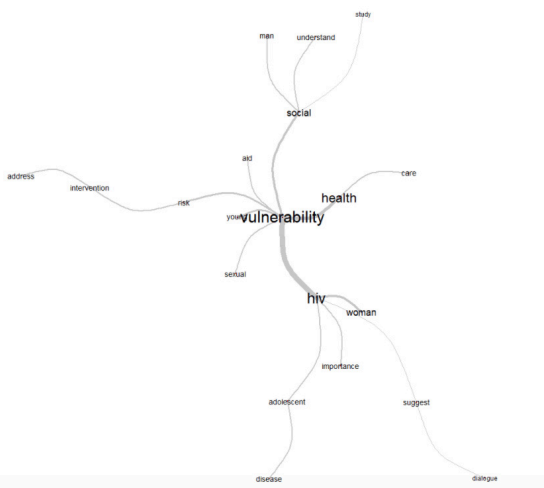 study
man
understand
social
aid
care
address
intervention
health
risk
young
vulnerability
sexual
hiv
woman
importance
adolescent
suggest
disease
dialogue